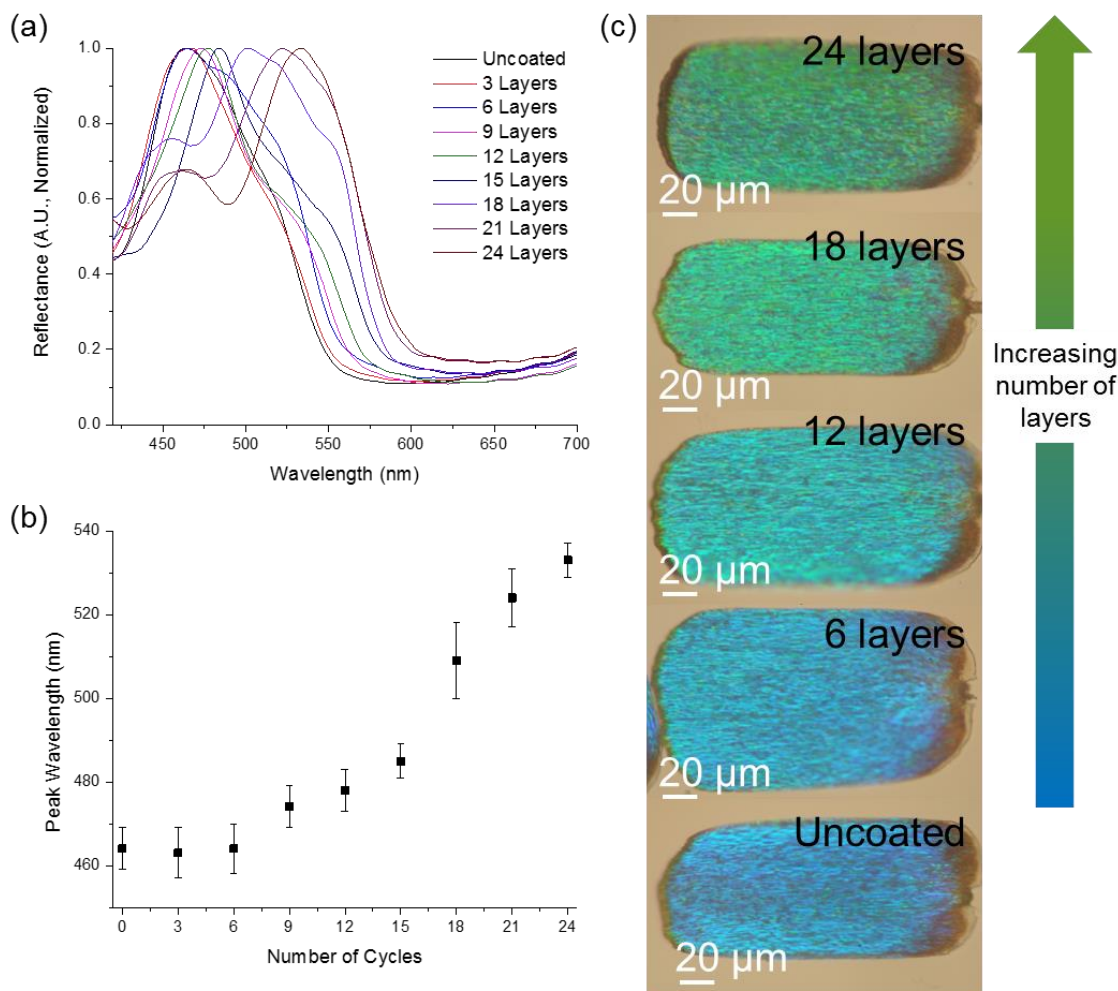 (a)
1.0
0.8
0.6
0.4
0.2
0.0
Reflectance (A.U., Normalized)
450
500
550
600
650
700
Wavelength (nm)
Uncoated
3 Layers
6 Layers
9 Layers
12 Layers
15 Layers
18 Layers
21 Layers
24 Layers
(b)
540
520
500
480
460
Peak Wavelength (nm)
0
3
6
9
12
15
18
21
24
Number of Cycles
(c)
24 layers
20 µm
18 layers
20 µm
12 layers
20 µm
6 layers
20 µm
Uncoated
20 µm
Increasing
number of
layers